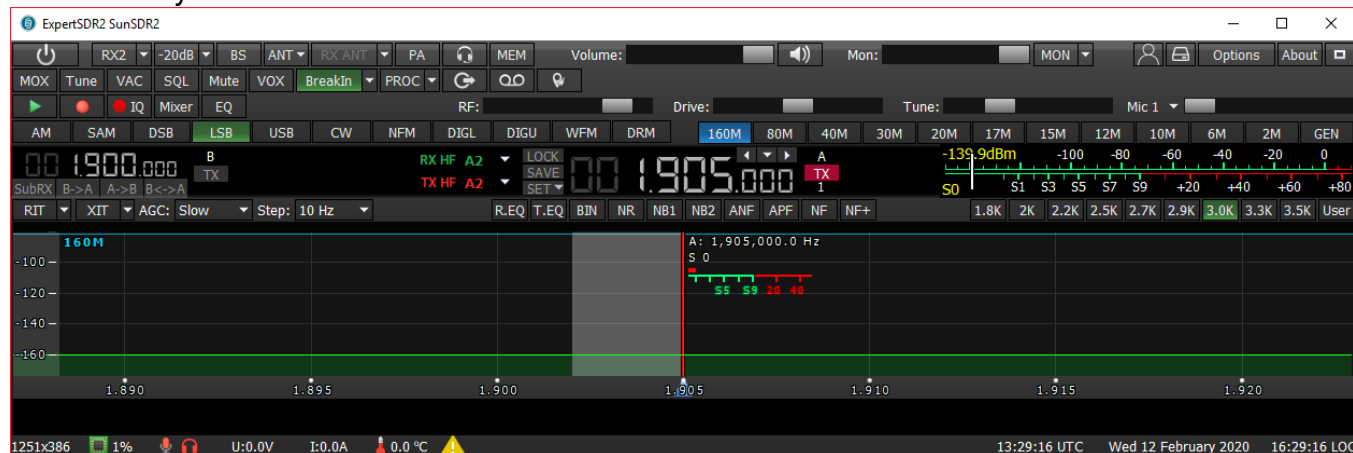 ExpertSDR2 SunSDR2
RX2 -20dB BS ANT RX ANT PA MEM Volume: Mon: MON Options About
MOX Tune VAC SQL Mute VOX BreakIn PROC
IQ Mixer EQ RF: Drive: Tune: Mic 1
AM SAM DSB LSB USB CW NFM DIGL DIGU WFM DRM 160M 80M 40M 30M 20M 17M 15M 12M 10M 6M 2M GEN
1.900.000 B TX RX HF A2 TX HF A2 LOCK SAVE SET 1.905.000 A TX 1 -139.9dBm -100 -80 -60 -40 -20 0
SubRX B->A A->B B<->A S0 S1 S3 S5 S7 S9 +20 +40 +60 +80
RIT XIT AGC: Slow Step: 10 Hz R.EQ T.EQ BIN NR NB1 NB2 ANF APF NF NF+ 1.8K 2K 2.2K 2.5K 2.7K 2.9K 3.0K 3.3K 3.5K User
160M A: 1,905,000.0 Hz
-100 S 0
-120 S5 S9 20 40
-140
-160
1.890 1.895 1.900 1.905 1.910 1.915 1.920
1251x386 1% U:0.0V I:0.0A 0.0 °C 13:29:16 UTC Wed 12 February 2020 16:29:16 LOC